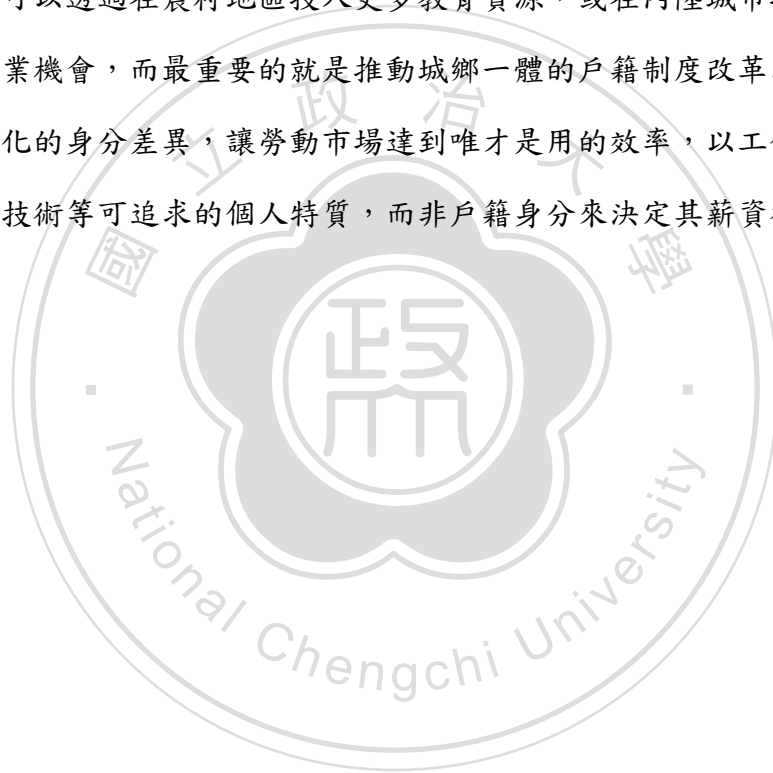 可以透過在農村地區投入更多教育資源，或在內陸城市
業機會，而最重要的就是推動城鄉一體的戶籍制度改革
化的身分差異，讓勞動市場達到唯才是用的效率，以工
技術等可追求的個人特質，而非戶籍身分來決定其薪資
國立政治大學
政大
National Chengchi University